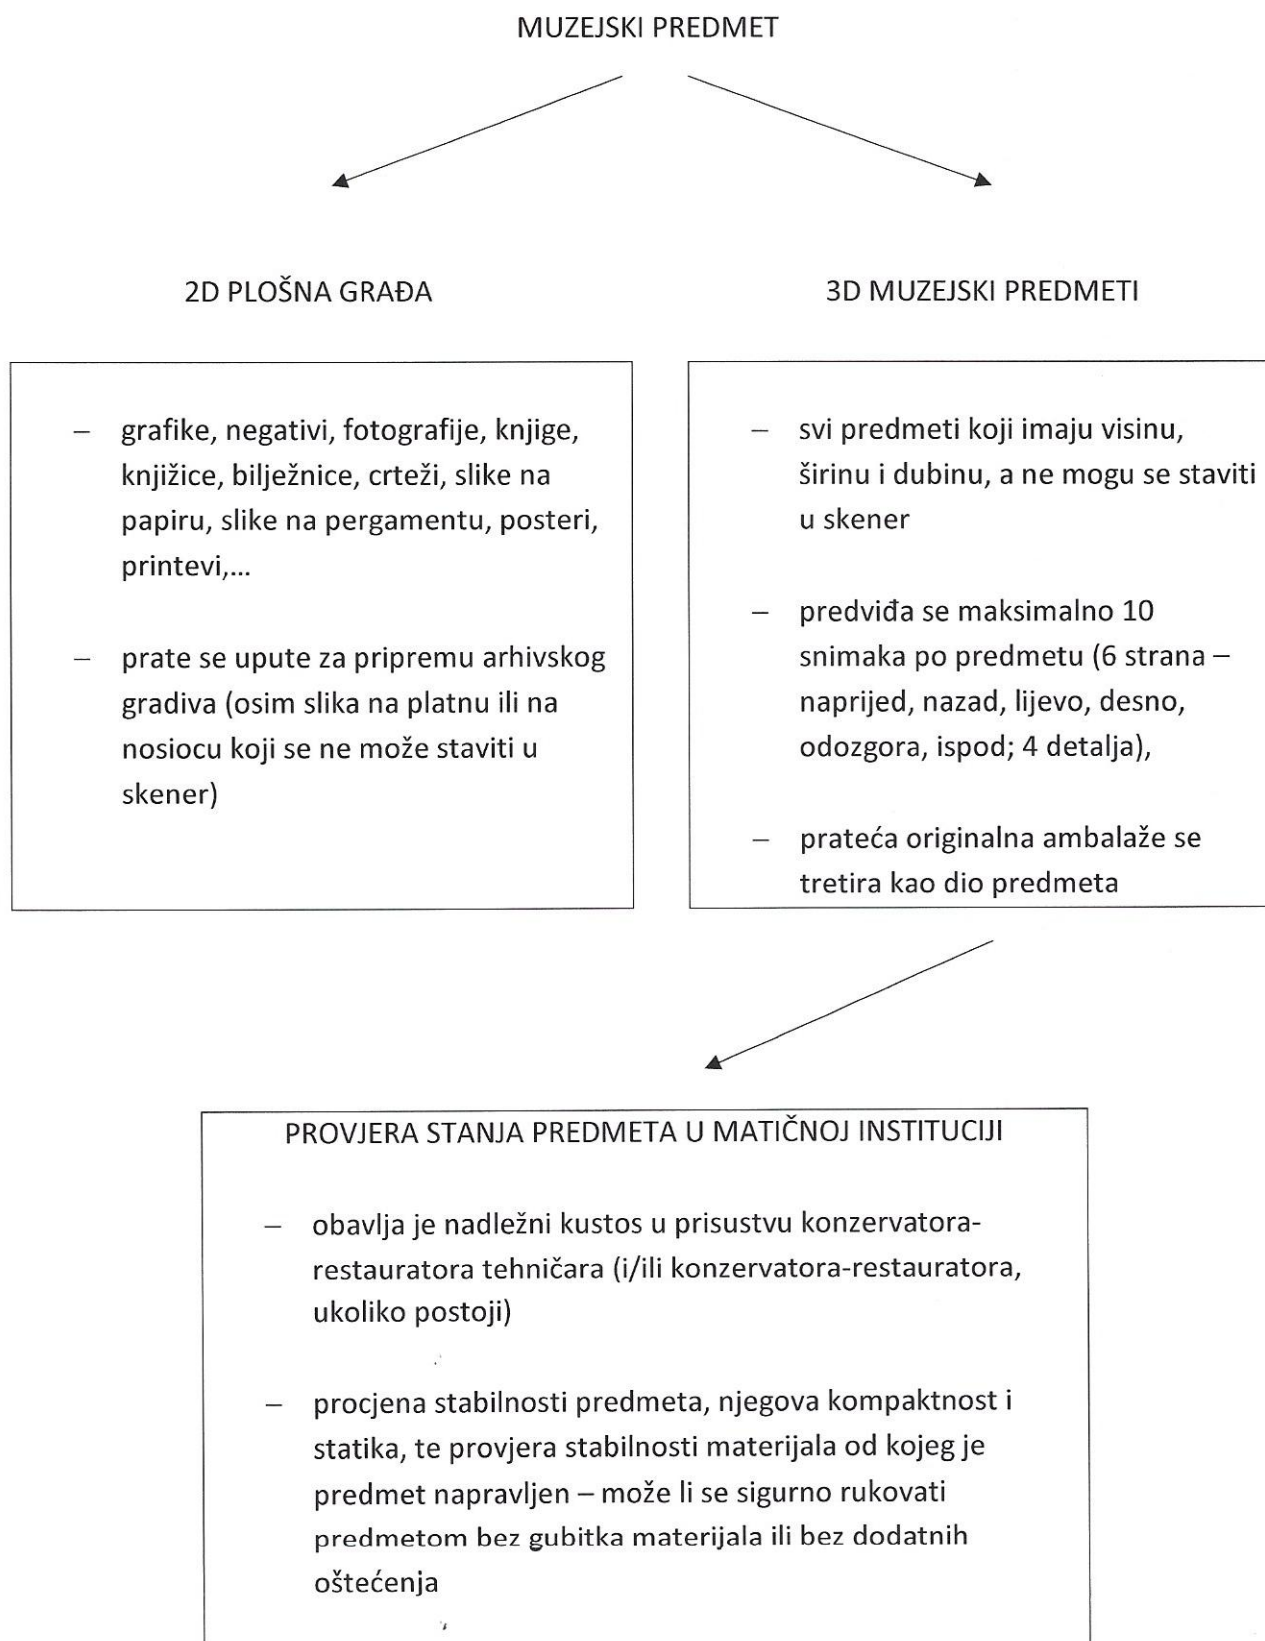 MUZEJSKI PREDMET
2D PLOŠNA GRAĐA
– grafike, negativi, fotografije, knjige,
knjižice, bilježnice, crteži, slike na
papiru, slike na pergamentu, posteri,
printevi,...
– prate se upute za pripremu arhivskog
gradiva (osim slika na platnu ili na
nosiocu koji se ne može staviti u
skener)
3D MUZEJSKI PREDMETI
– svi predmeti koji imaju visinu,
širinu i dubinu, a ne mogu se staviti
u skener
– predviđa se maksimalno 10
snimaka po predmetu (6 strana –
naprijed, nazad, lijevo, desno,
odozgora, ispod; 4 detalja),
– prateća originalna ambalaže se
tretira kao dio predmeta
PROVJERA STANJA PREDMETA U MATIČNOJ INSTITUCIJI
– obavlja je nadležni kustos u prisustvu konzervatora-
restauratora tehničara (i/ili konzervatora-restauratora,
ukoliko postoji)
– procjena stabilnosti predmeta, njegova kompaktnost i
statika, te provjera stabilnosti materijala od kojeg je
predmet napravljen – može li se sigurno rukovati
predmetom bez gubitka materijala ili bez dodatnih
oštećenja